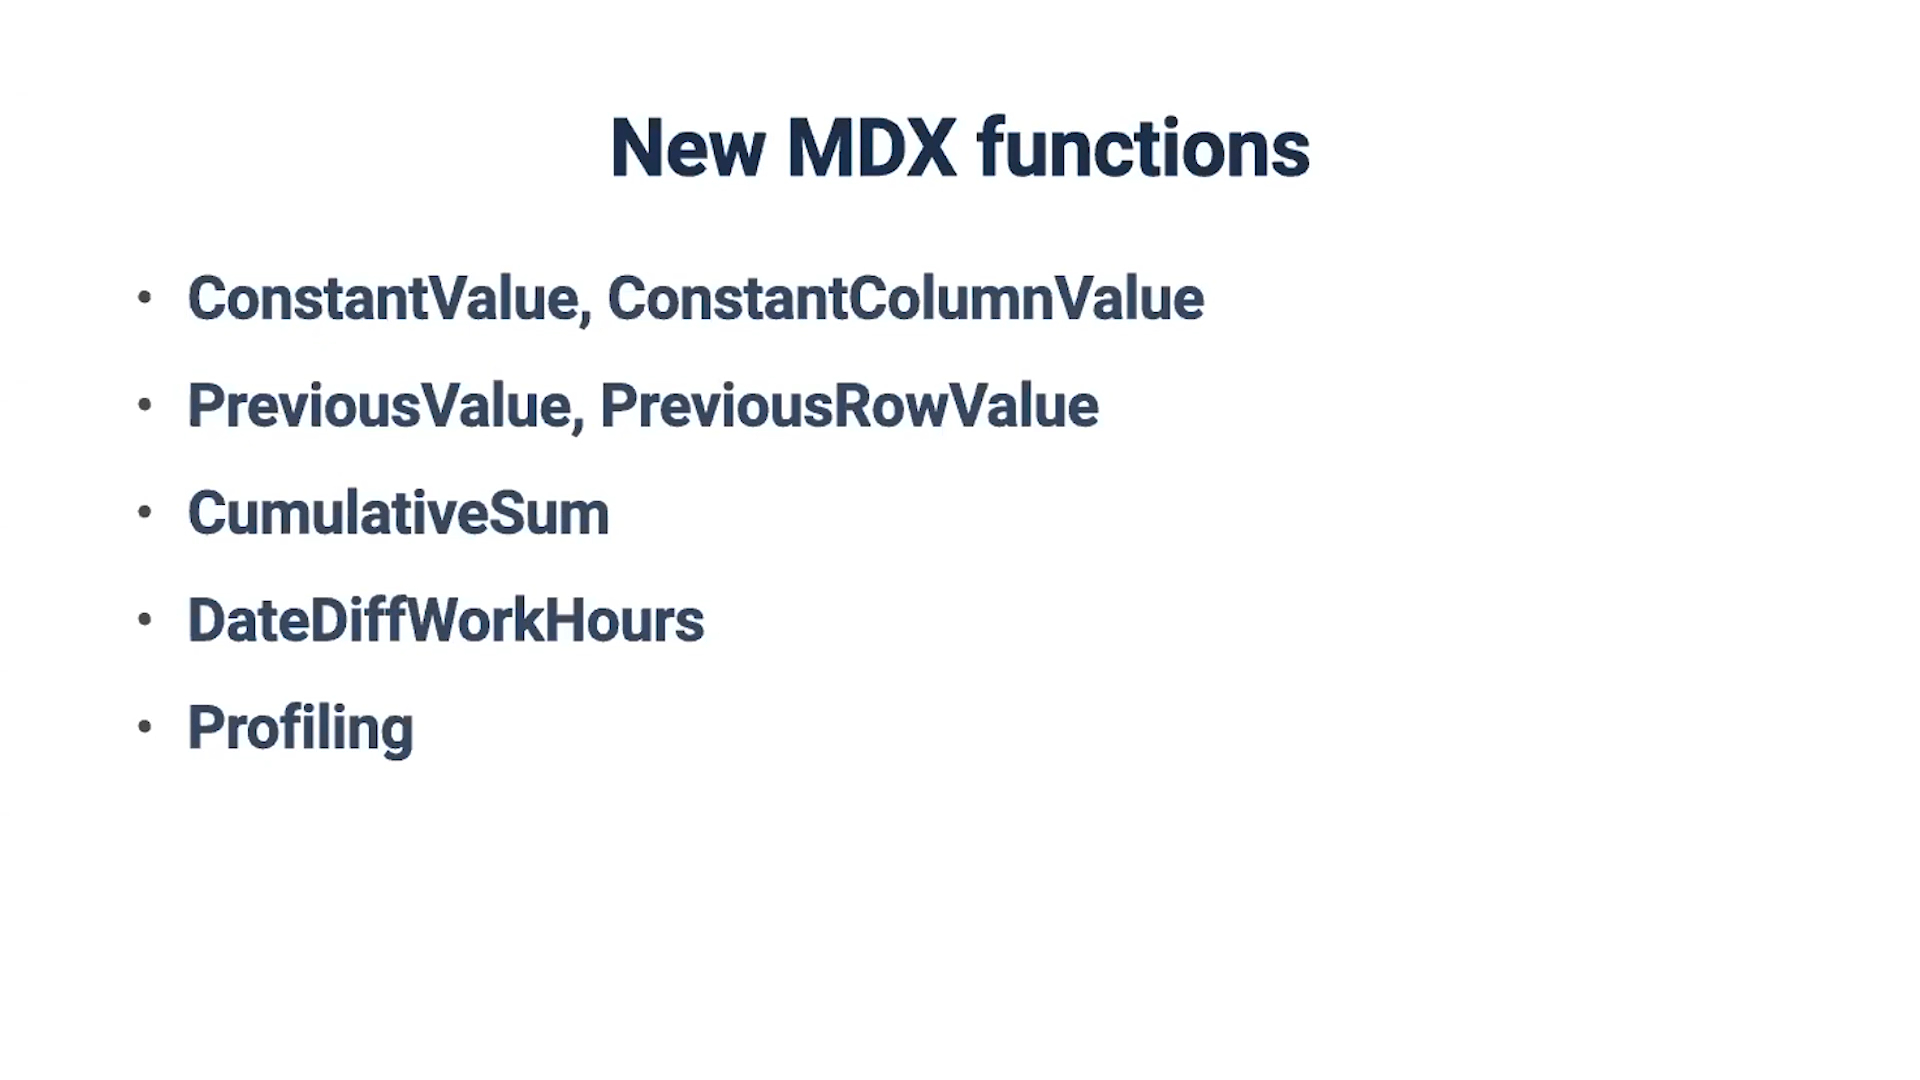 New MDX functions
• ConstantValue, ConstantColumnValue
• PreviousValue, PreviousRowValue
• CumulativeSum
• DateDiffWorkHours
• Profiling